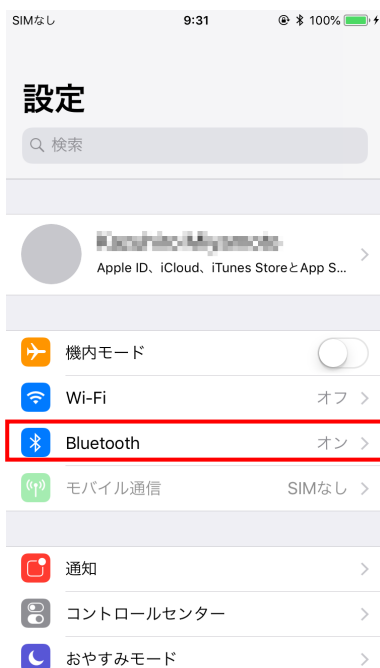 SIMなし 9:31 100%
設定
検索
Apple ID、iCloud、iTunes StoreとApp S...
機内モード
Wi-Fi オフ
Bluetooth オン
モバイル通信 SIMなし
通知
コントロールセンター
おやすみモード